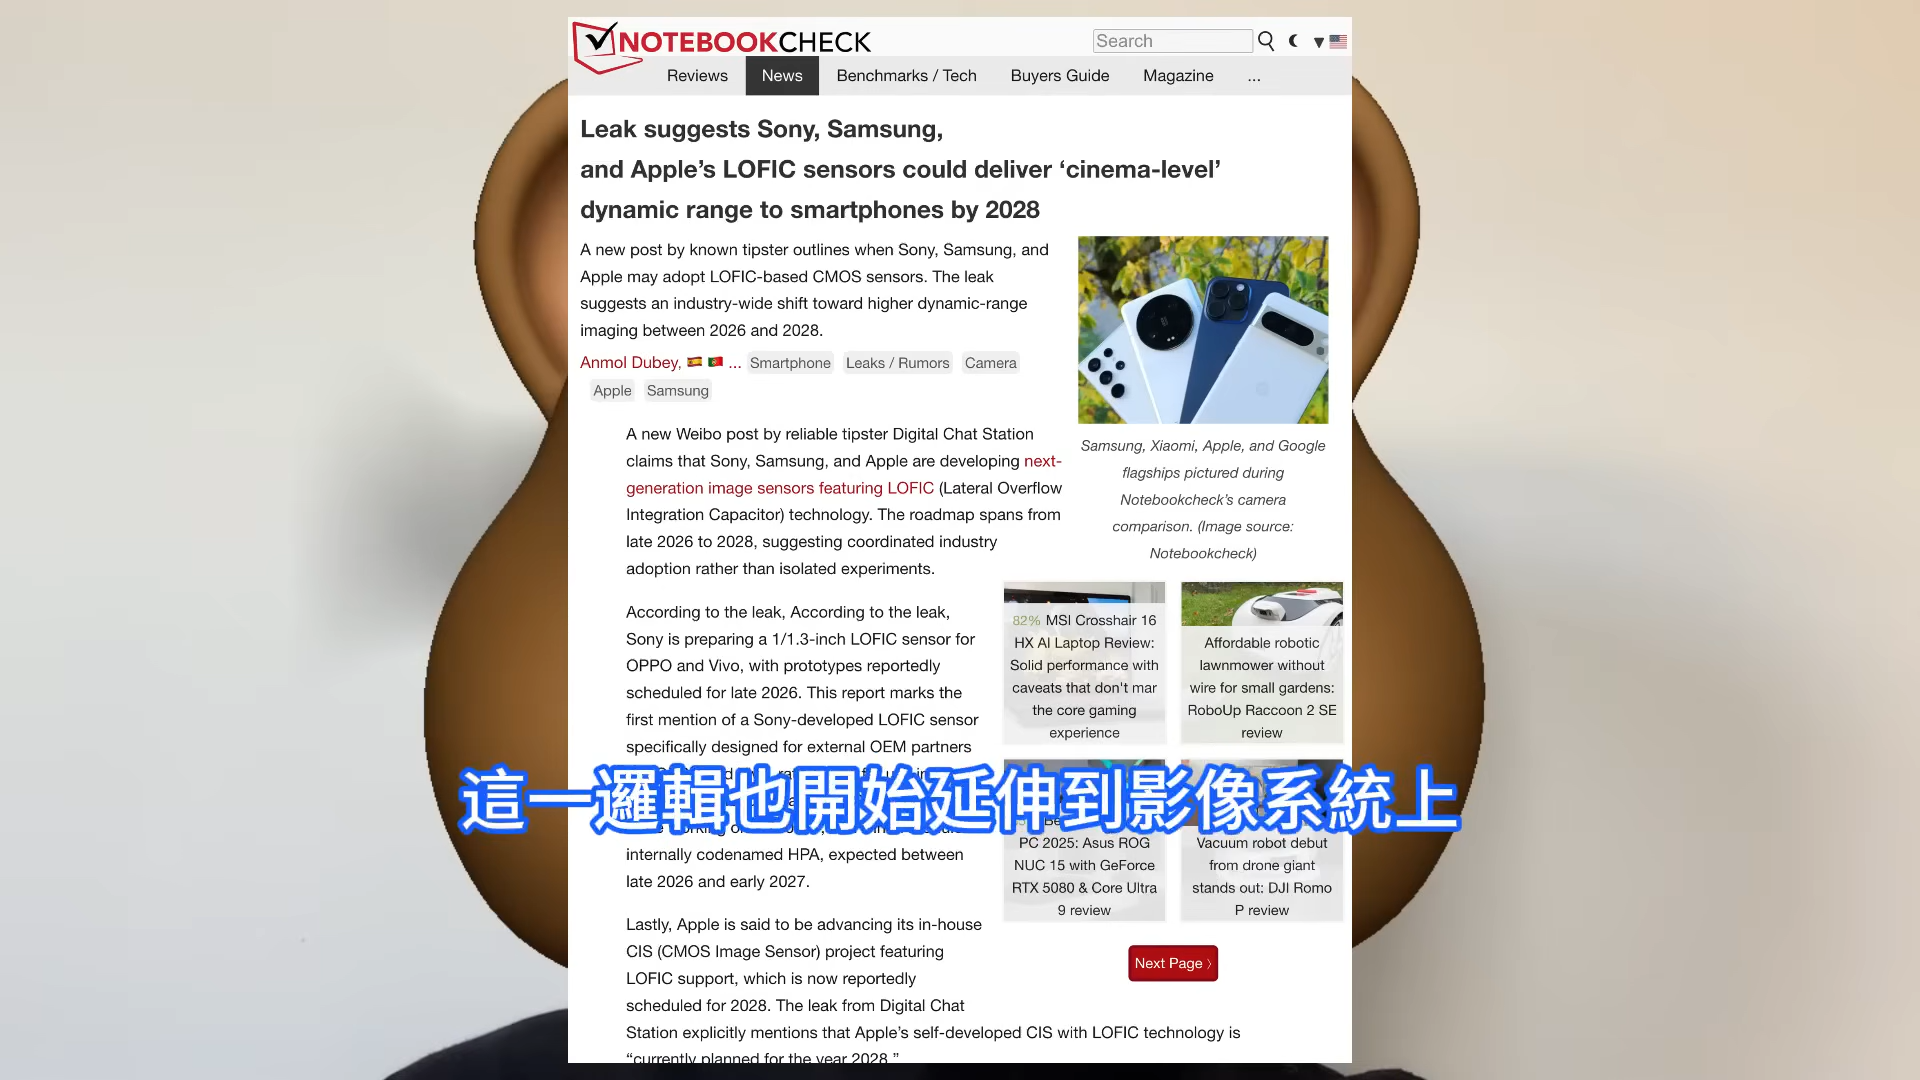 NOTEBOOKCHECK
Search
Reviews News Benchmarks / Tech Buyers Guide Magazine ...
Leak suggests Sony, Samsung,
and Apple’s LOFIC sensors could deliver ‘cinema-level’
dynamic range to smartphones by 2028
A new post by known tipster outlines when Sony, Samsung, and
Apple may adopt LOFIC-based CMOS sensors. The leak
suggests an industry-wide shift toward higher dynamic-range
imaging between 2026 and 2028.
Anmol Dubey, ... Smartphone Leaks / Rumors Camera
Apple Samsung
Samsung, Xiaomi, Apple, and Google
flagships pictured during
Notebookcheck’s camera
comparison. (Image source:
Notebookcheck)
A new Weibo post by reliable tipster Digital Chat Station
claims that Sony, Samsung, and Apple are developing next-
generation image sensors featuring LOFIC (Lateral Overflow
Integration Capacitor) technology. The roadmap spans from
late 2026 to 2028, suggesting coordinated industry
adoption rather than isolated experiments.
According to the leak, According to the leak,
Sony is preparing a 1/1.3-inch LOFIC sensor for
OPPO and Vivo, with prototypes reportedly
scheduled for late 2026. This report marks the
first mention of a Sony-developed LOFIC sensor
specifically designed for external OEM partners
internally codenamed HPA, expected between
late 2026 and early 2027.
Lastly, Apple is said to be advancing its in-house
CIS (CMOS Image Sensor) project featuring
LOFIC support, which is now reportedly
scheduled for 2028. The leak from Digital Chat
Station explicitly mentions that Apple’s self-developed CIS with LOFIC technology is
“currently planned for the year 2028.”
82% MSI Crosshair 16
HX AI Laptop Review:
Solid performance with
caveats that don't mar
the core gaming
experience
Affordable robotic
lawnmower without
wire for small gardens:
RoboUp Raccoon 2 SE
review
PC 2025: Asus ROG
NUC 15 with GeForce
RTX 5080 & Core Ultra
9 review
Vacuum robot debut
from drone giant
stands out: DJI Romo
P review
Next Page 〉
這一邏輯也開始延伸到影像系統上